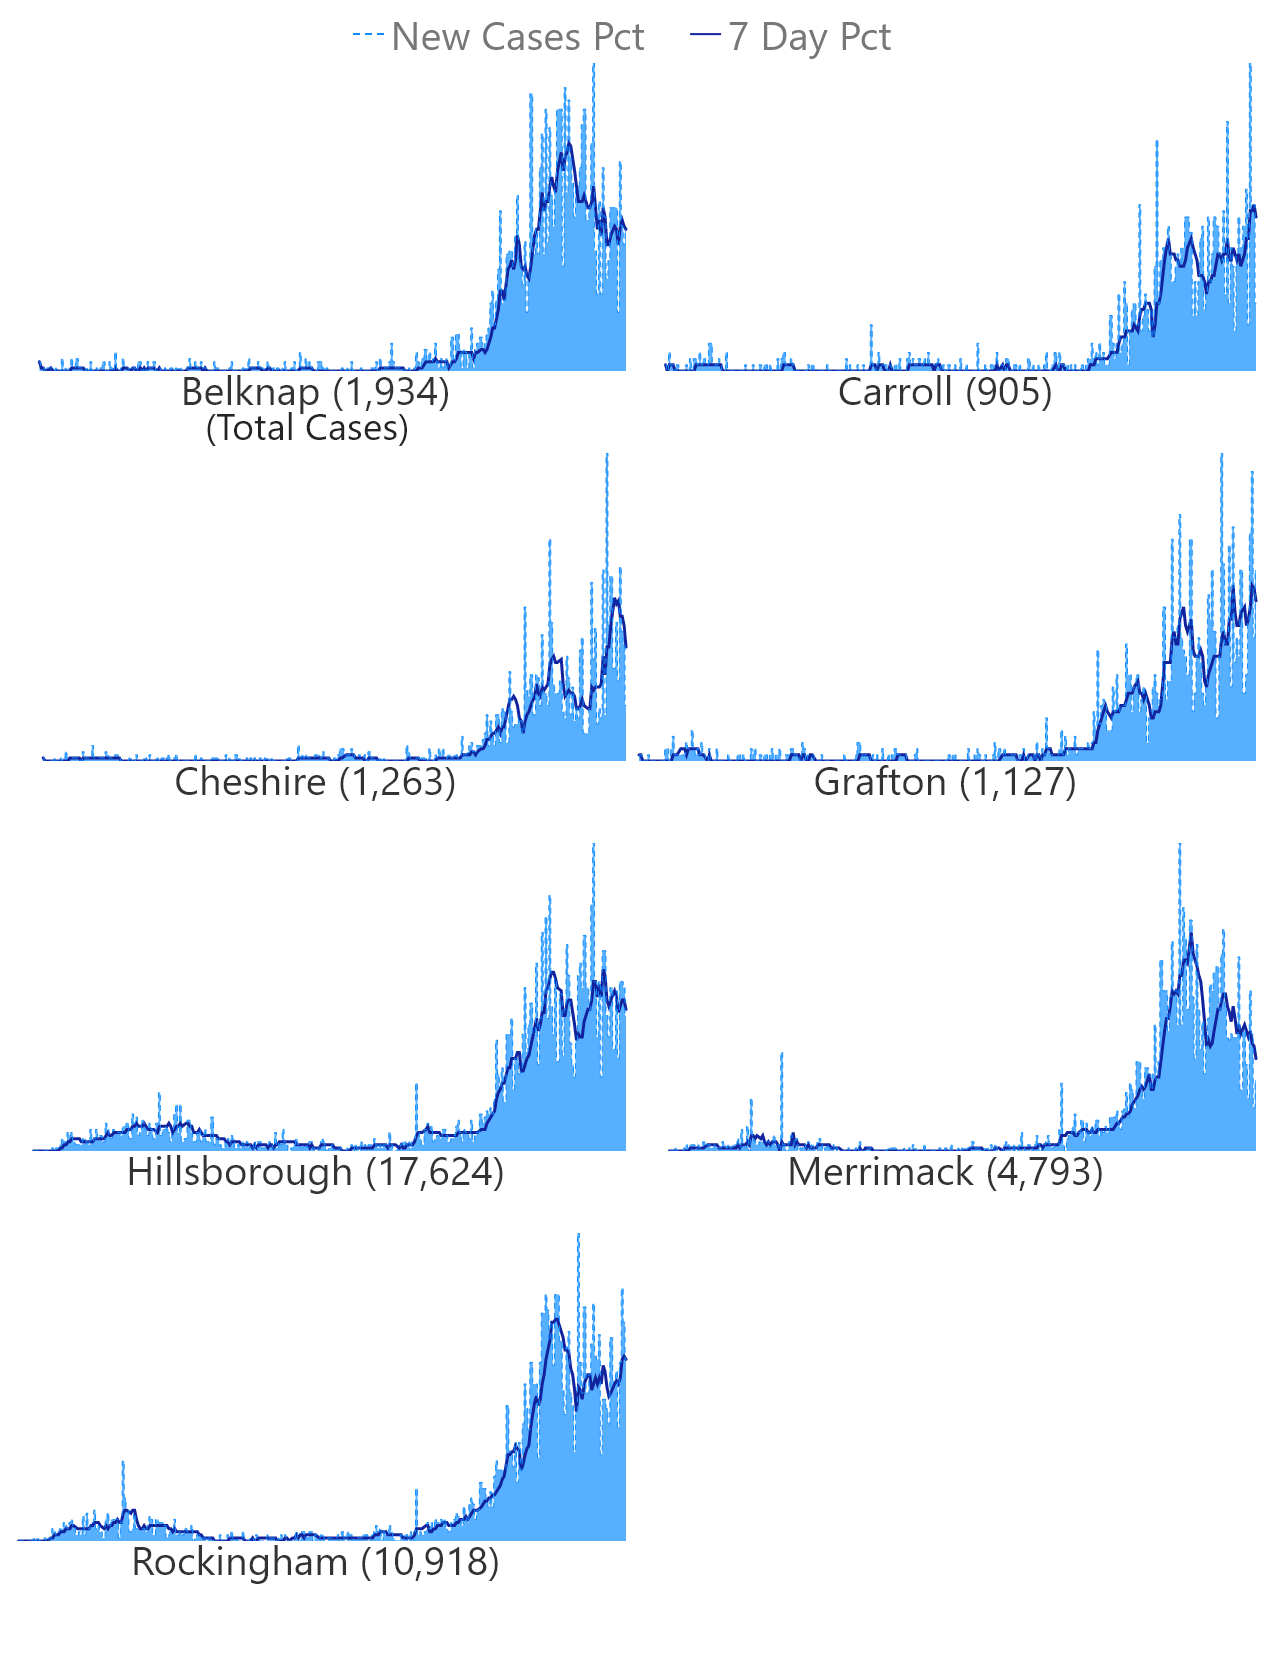 New Cases Pct 7 Day Pct
Belknap (1,934)
(Total Cases)
Carroll (905)
Cheshire (1,263)
Grafton (1,127)
Hillsborough (17,624)
Merrimack (4,793)
Rockingham (10,918)